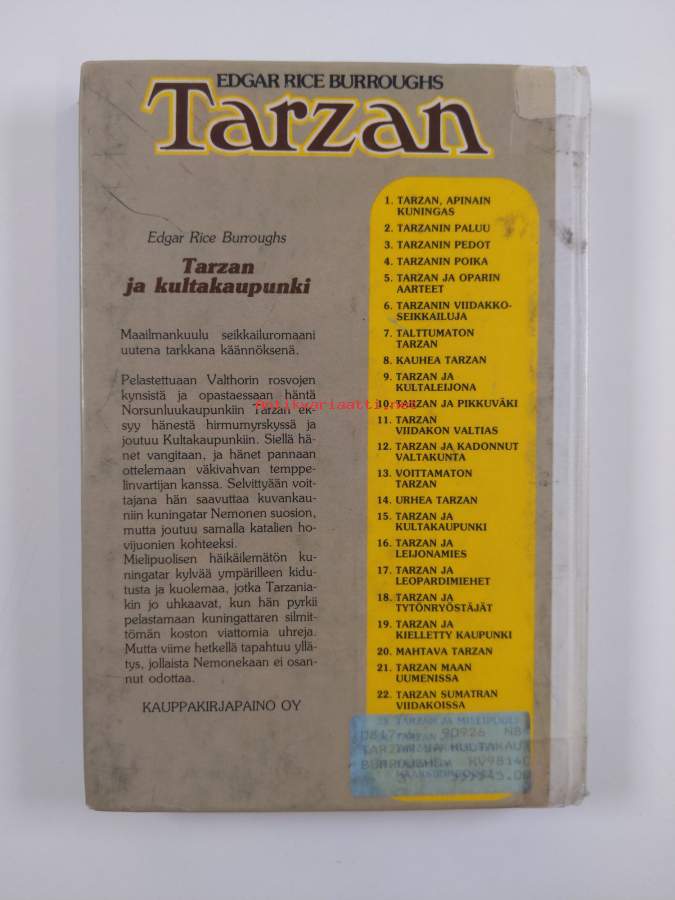 EDGAR RICE BURROUGHS
Tarzan
Edgar Rice Burroughs
Tarzan
ja kultakaupunki
Maailmankuulu seikkailuromaani
uutena tarkkana käännöksenä.
Pelastettuaan Valthorin rosvojen
kynsistä ja opastaessaan häntä
Norsunluukaupunkiin Tarzan ek-
syy hänestä hirmumyrskyssä ja
joutuu Kultakaupunkiin. Siellä hä-
net vangitaan, ja hänet pannaan
ottelemaan väkivahvan temppe-
linvartijan kanssa. Selvittyään voit-
tajana hän saavuttaa kuvankau-
niin kuningatar Nemonen suosion,
mutta joutuu samalla katalien ho-
vijuonien kohteeksi.
Mielipuolisen häikäilemätön ku-
ningatar kylvää ympärilleen kidu-
tusta ja kuolemaa, jotka Tarzania-
kin jo uhkaavat, kun hän pyrkii
pelastamaan kuningattaren silmit-
tömän koston viattomia uhreja.
Mutta viime hetkellä tapahtuu yllä-
tys, jollaista Nemonekaan ei osan-
nut odottaa.
KAUPPAKIRJAPAINO OY
1. TARZAN, APINAIN
KUNINGAS
2. TARZANIN PALUU
3. TARZANIN PEDOT
4. TARZANIN POIKA
5. TARZAN JA OPARIN
AARTEET
6. TARZANIN VIIDAKKO-
SEIKKAILUJA
7. TALTTUMATON
TARZAN
8. KAUHEA TARZAN
9. TARZAN JA
KULTALEIJONA
10. TARZAN JA PIKKUVÄKI
11. TARZAN
VIIDAKON VALTIAS
12. TARZAN JA KADONNUT
VALTAKUNTA
13. VOITTAMATON
TARZAN
14. URHEA TARZAN
15. TARZAN JA
KULTAKAUPUNKI
16. TARZAN JA
LEIJONAMIES
17. TARZAN JA
LEOPARDIMIEHET
18. TARZAN JA
TYTÖNRYÖSTÄJÄT
19. TARZAN JA
KIELLETTY KAUPUNKI
20. MAHTAVA TARZAN
21. TARZAN MAAN
UUMENISSA
22. TARZAN SUMATRAN
VIIDAKOISSA
Antikvariaatti.net
90926
TARZAN JA KULTAKAU